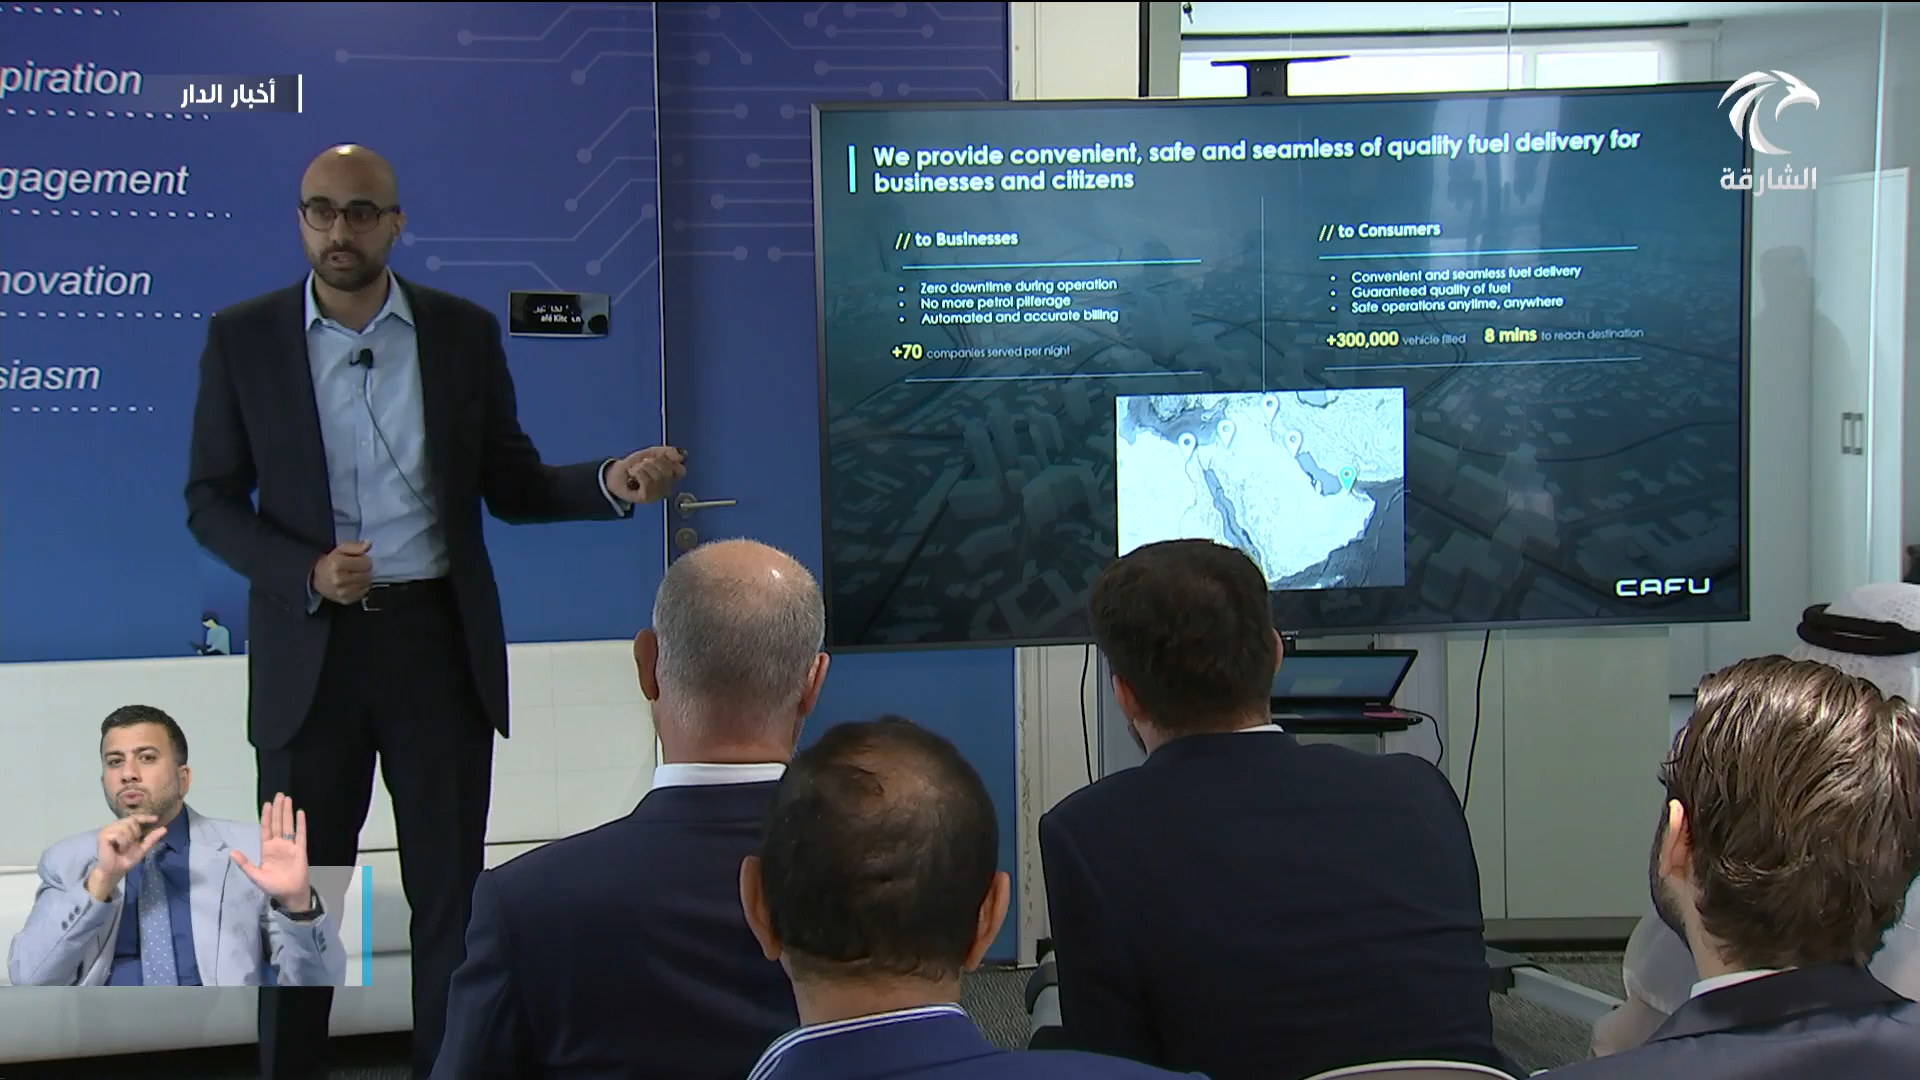 piration
gagement
novation
siasm
أخبار الدار
الشارقة
We provide convenient, safe and seamless of quality fuel delivery for
businesses and citizens
// to Businesses
• Zero downtime during operation
• No more petrol pilferage
• Automated and accurate billing
+70 companies served per night
// to Consumers
• Convenient and seamless fuel delivery
• Guaranteed quality of fuel
• Safe operations anytime, anywhere
+300,000 vehicle filled 8 mins to reach destination
CAFU